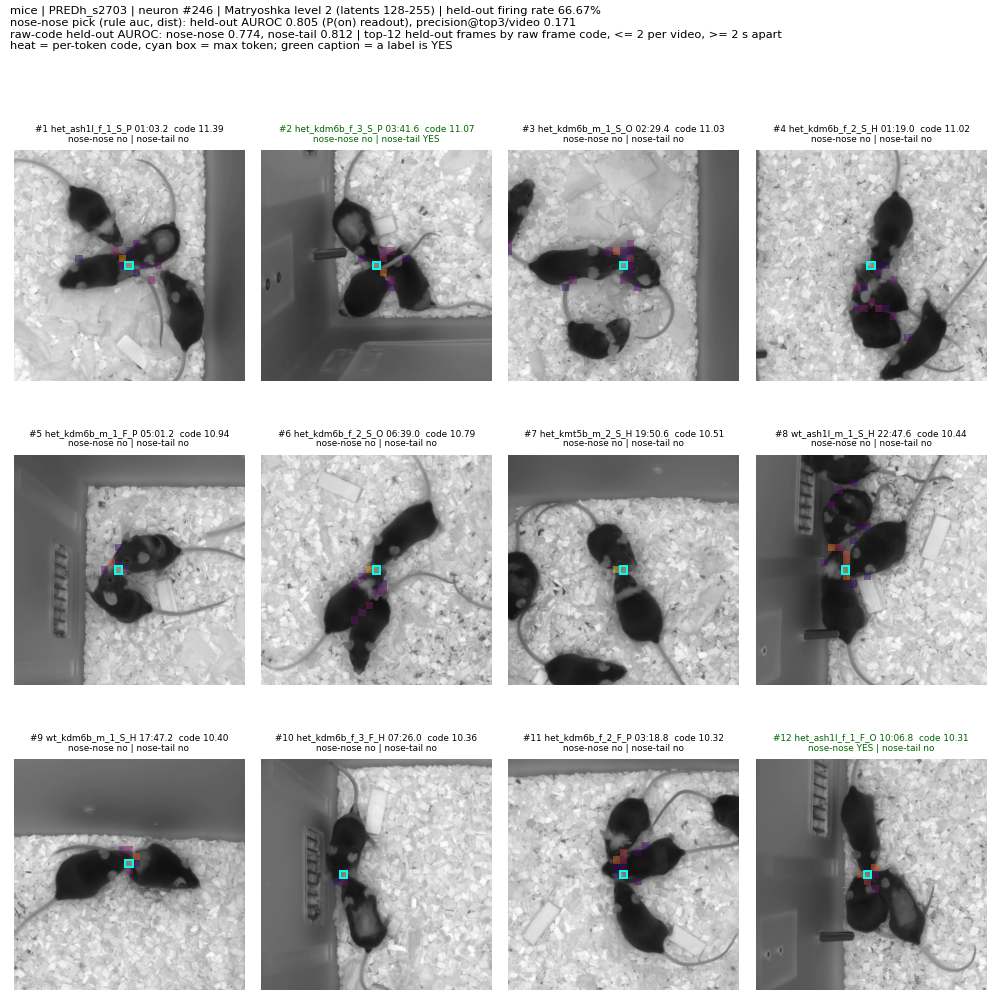 mice | PREDh_s2703 | neuron #246 | Matryoshka level 2 (latents 128-255) | held-out firing rate 66.67%
nose-nose pick (rule auc, dist): held-out AUROC 0.805 (P(on) readout), precision@top3/video 0.171
raw-code held-out AUROC: nose-nose 0.774, nose-tail 0.812 | top-12 held-out frames by raw frame code, <= 2 per video, >= 2 s apart
heat = per-token code, cyan box = max token; green caption = a label is YES
#1 het_ash1l_f_1_S_P 01:03.2 code 11.39
nose-nose no | nose-tail no
#2 het_kdm6b_f_3_S_P 03:41.6 code 11.07
nose-nose no | nose-tail YES
#3 het_kdm6b_m_1_S_O 02:29.4 code 11.03
nose-nose no | nose-tail no
#4 het_kdm6b_f_2_S_H 01:19.0 code 11.02
nose-nose no | nose-tail no
#5 het_kdm6b_m_1_F_P 05:01.2 code 10.94
nose-nose no | nose-tail no
#6 het_kdm6b_f_2_S_O 06:39.0 code 10.79
nose-nose no | nose-tail no
#7 het_kmt5b_m_2_S_H 19:50.6 code 10.51
nose-nose no | nose-tail no
#8 wt_ash1l_m_1_S_H 22:47.6 code 10.44
nose-nose no | nose-tail no
#9 wt_kdm6b_m_1_S_H 17:47.2 code 10.40
nose-nose no | nose-tail no
#10 het_kdm6b_f_3_F_H 07:26.0 code 10.36
nose-nose no | nose-tail no
#11 het_kdm6b_f_2_F_P 03:18.8 code 10.32
nose-nose no | nose-tail no
#12 het_ash1l_f_1_F_O 10:06.8 code 10.31
nose-nose YES | nose-tail no